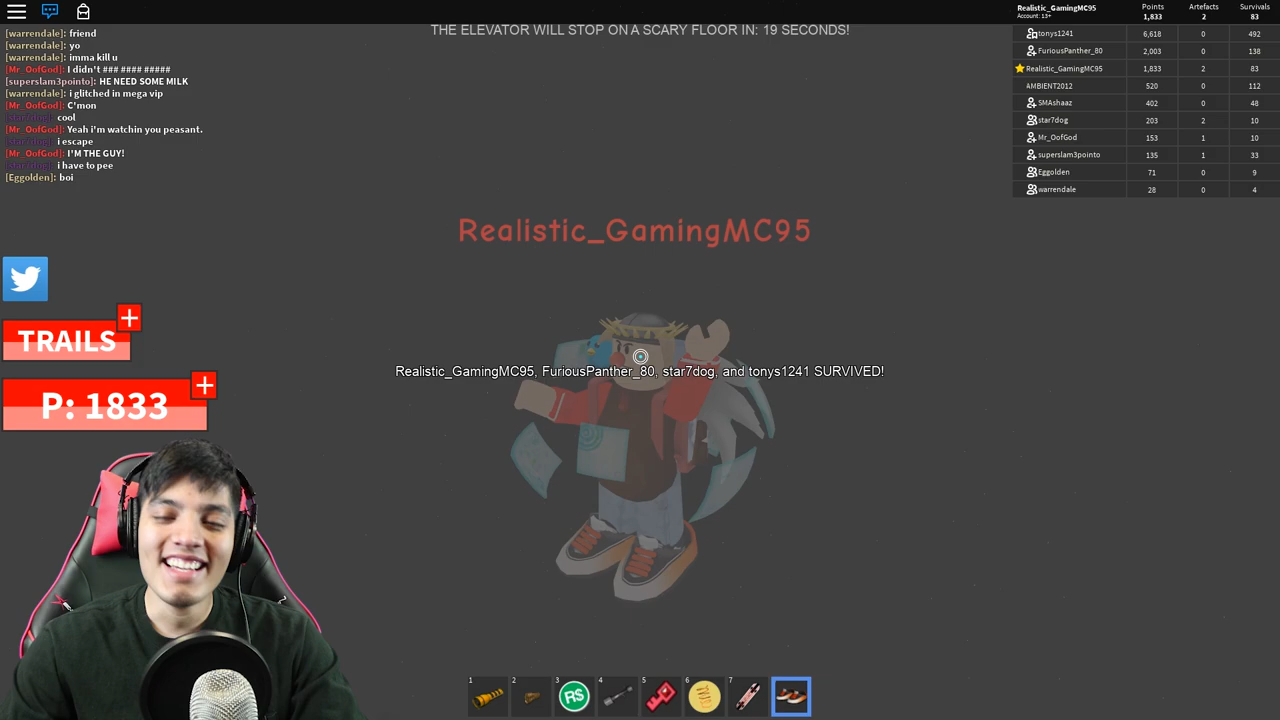 Realistic_GamingMC95
Account: 13+
Points
1,833
Artefacts
2
Survivals
83
THE ELEVATOR WILL STOP ON A SCARY FLOOR IN: 19 SECONDS!
[warrendale]: friend
[warrendale]: yo
[warrendale]: imma kill u
[Mr_OofGod]: I didn't ### #### #####
[superslam3pointo]: HE NEED SOME MILK
[warrendale]: i glitched in mega vip
[Mr_OofGod]: C'mon
[star7dog]: cool
[Mr_OofGod]: Yeah i'm watchin you peasant.
[star7dog]: i escape
[Mr_OofGod]: I'M THE GUY!
[star7dog]: i have to pee
[Eggolden]: boi
tonys1241 6,618 0 492
FuriousPanther_80 2,003 0 138
Realistic_GamingMC95 1,833 2 83
AMBIENT2012 520 0 112
SMAshaaz 402 0 48
star7dog 203 2 10
Mr_OofGod 153 1 10
superslam3pointo 135 1 33
Eggolden 71 0 9
warrendale 28 0 4
Realistic_GamingMC95
Realistic_GamingMC95, FuriousPanther_80, star7dog, and tonys1241 SURVIVED!
TRAILS +
P: 1833 +
1 2 3 4 5 6 7
R$